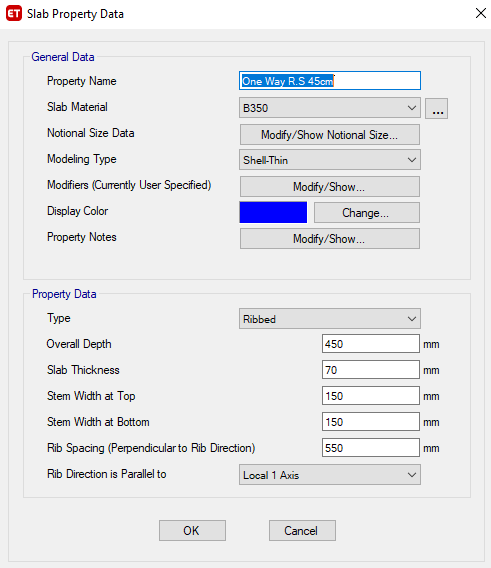 ET Slab Property Data
General Data
Property Name One Way R.S 45cm
Slab Material B350 ...
Notional Size Data Modify/Show Notional Size...
Modeling Type Shell-Thin
Modifiers (Currently User Specified) Modify/Show...
Display Color Change...
Property Notes Modify/Show...
Property Data
Type Ribbed
Overall Depth 450 mm
Slab Thickness 70 mm
Stem Width at Top 150 mm
Stem Width at Bottom 150 mm
Rib Spacing (Perpendicular to Rib Direction) 550 mm
Rib Direction is Parallel to Local 1 Axis
OK Cancel